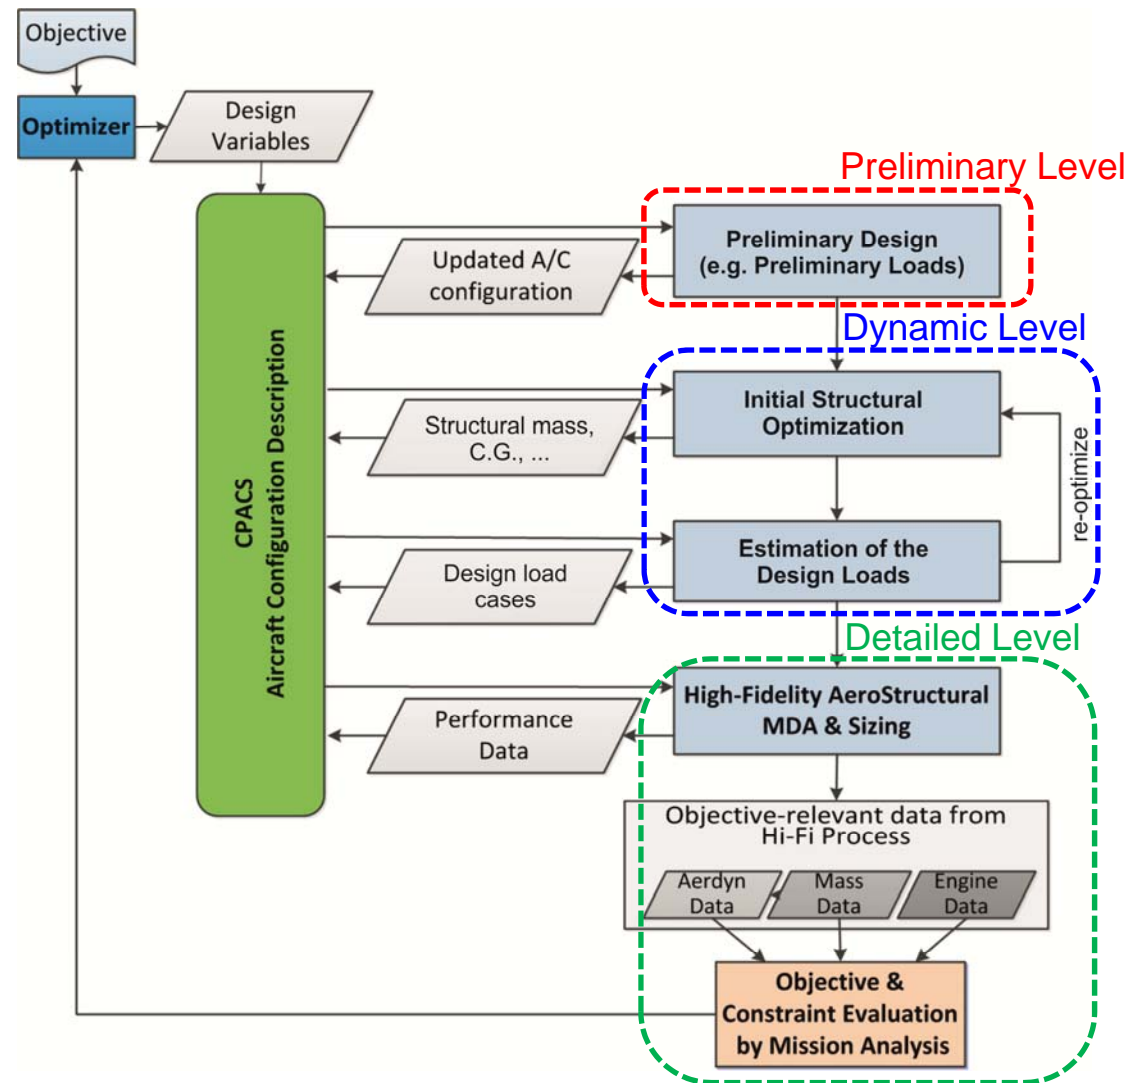 Objective
Optimizer
Design
Variables
Preliminary Level
Preliminary Design
(e.g. Preliminary Loads)
Updated A/C
configuration
Dynamic Level
CPACS
Aircraft Configuration Description
Initial Structural
Optimization
Structural mass,
C.G., ...
re-optimize
Estimation of the
Design Loads
Design load
cases
Detailed Level
High-Fidelity AeroStructural
MDA & Sizing
Performance
Data
Objective-relevant data from
Hi-Fi Process
Aerdyn
Data
Mass
Data
Engine
Data
Objective &
Constraint Evaluation
by Mission Analysis